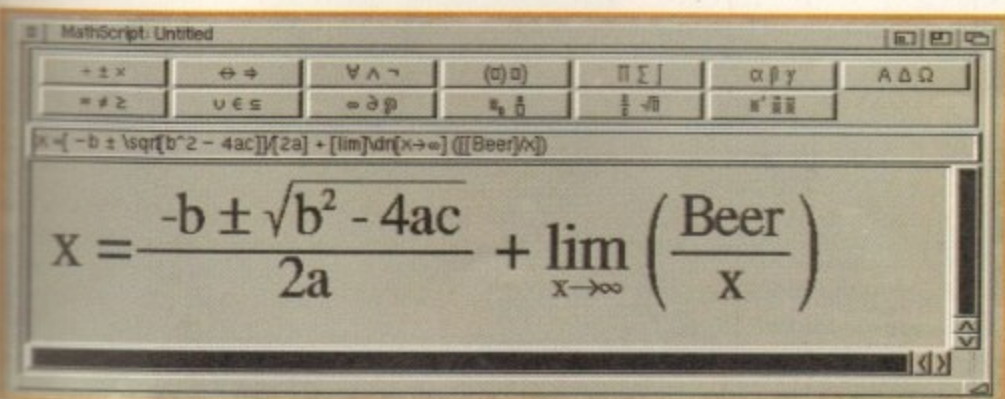 MathScript: Untitled
÷ ± × ⇔ ⇒ ∀ ∧ ¬ (□) □) ∏ ∑ ∫ α β γ Α Δ Ω
= ≠ ≥ ∪ ∈ ⊆ ∞ ∂ ℘
x =[ -b ± \sqrt[b^2 - 4ac]]/[2a] + [lim]\dn[x→∞] ([[Beer]/x])
x = (-b ± √(b² - 4ac))/(2a) + lim x→∞ (Beer/x)